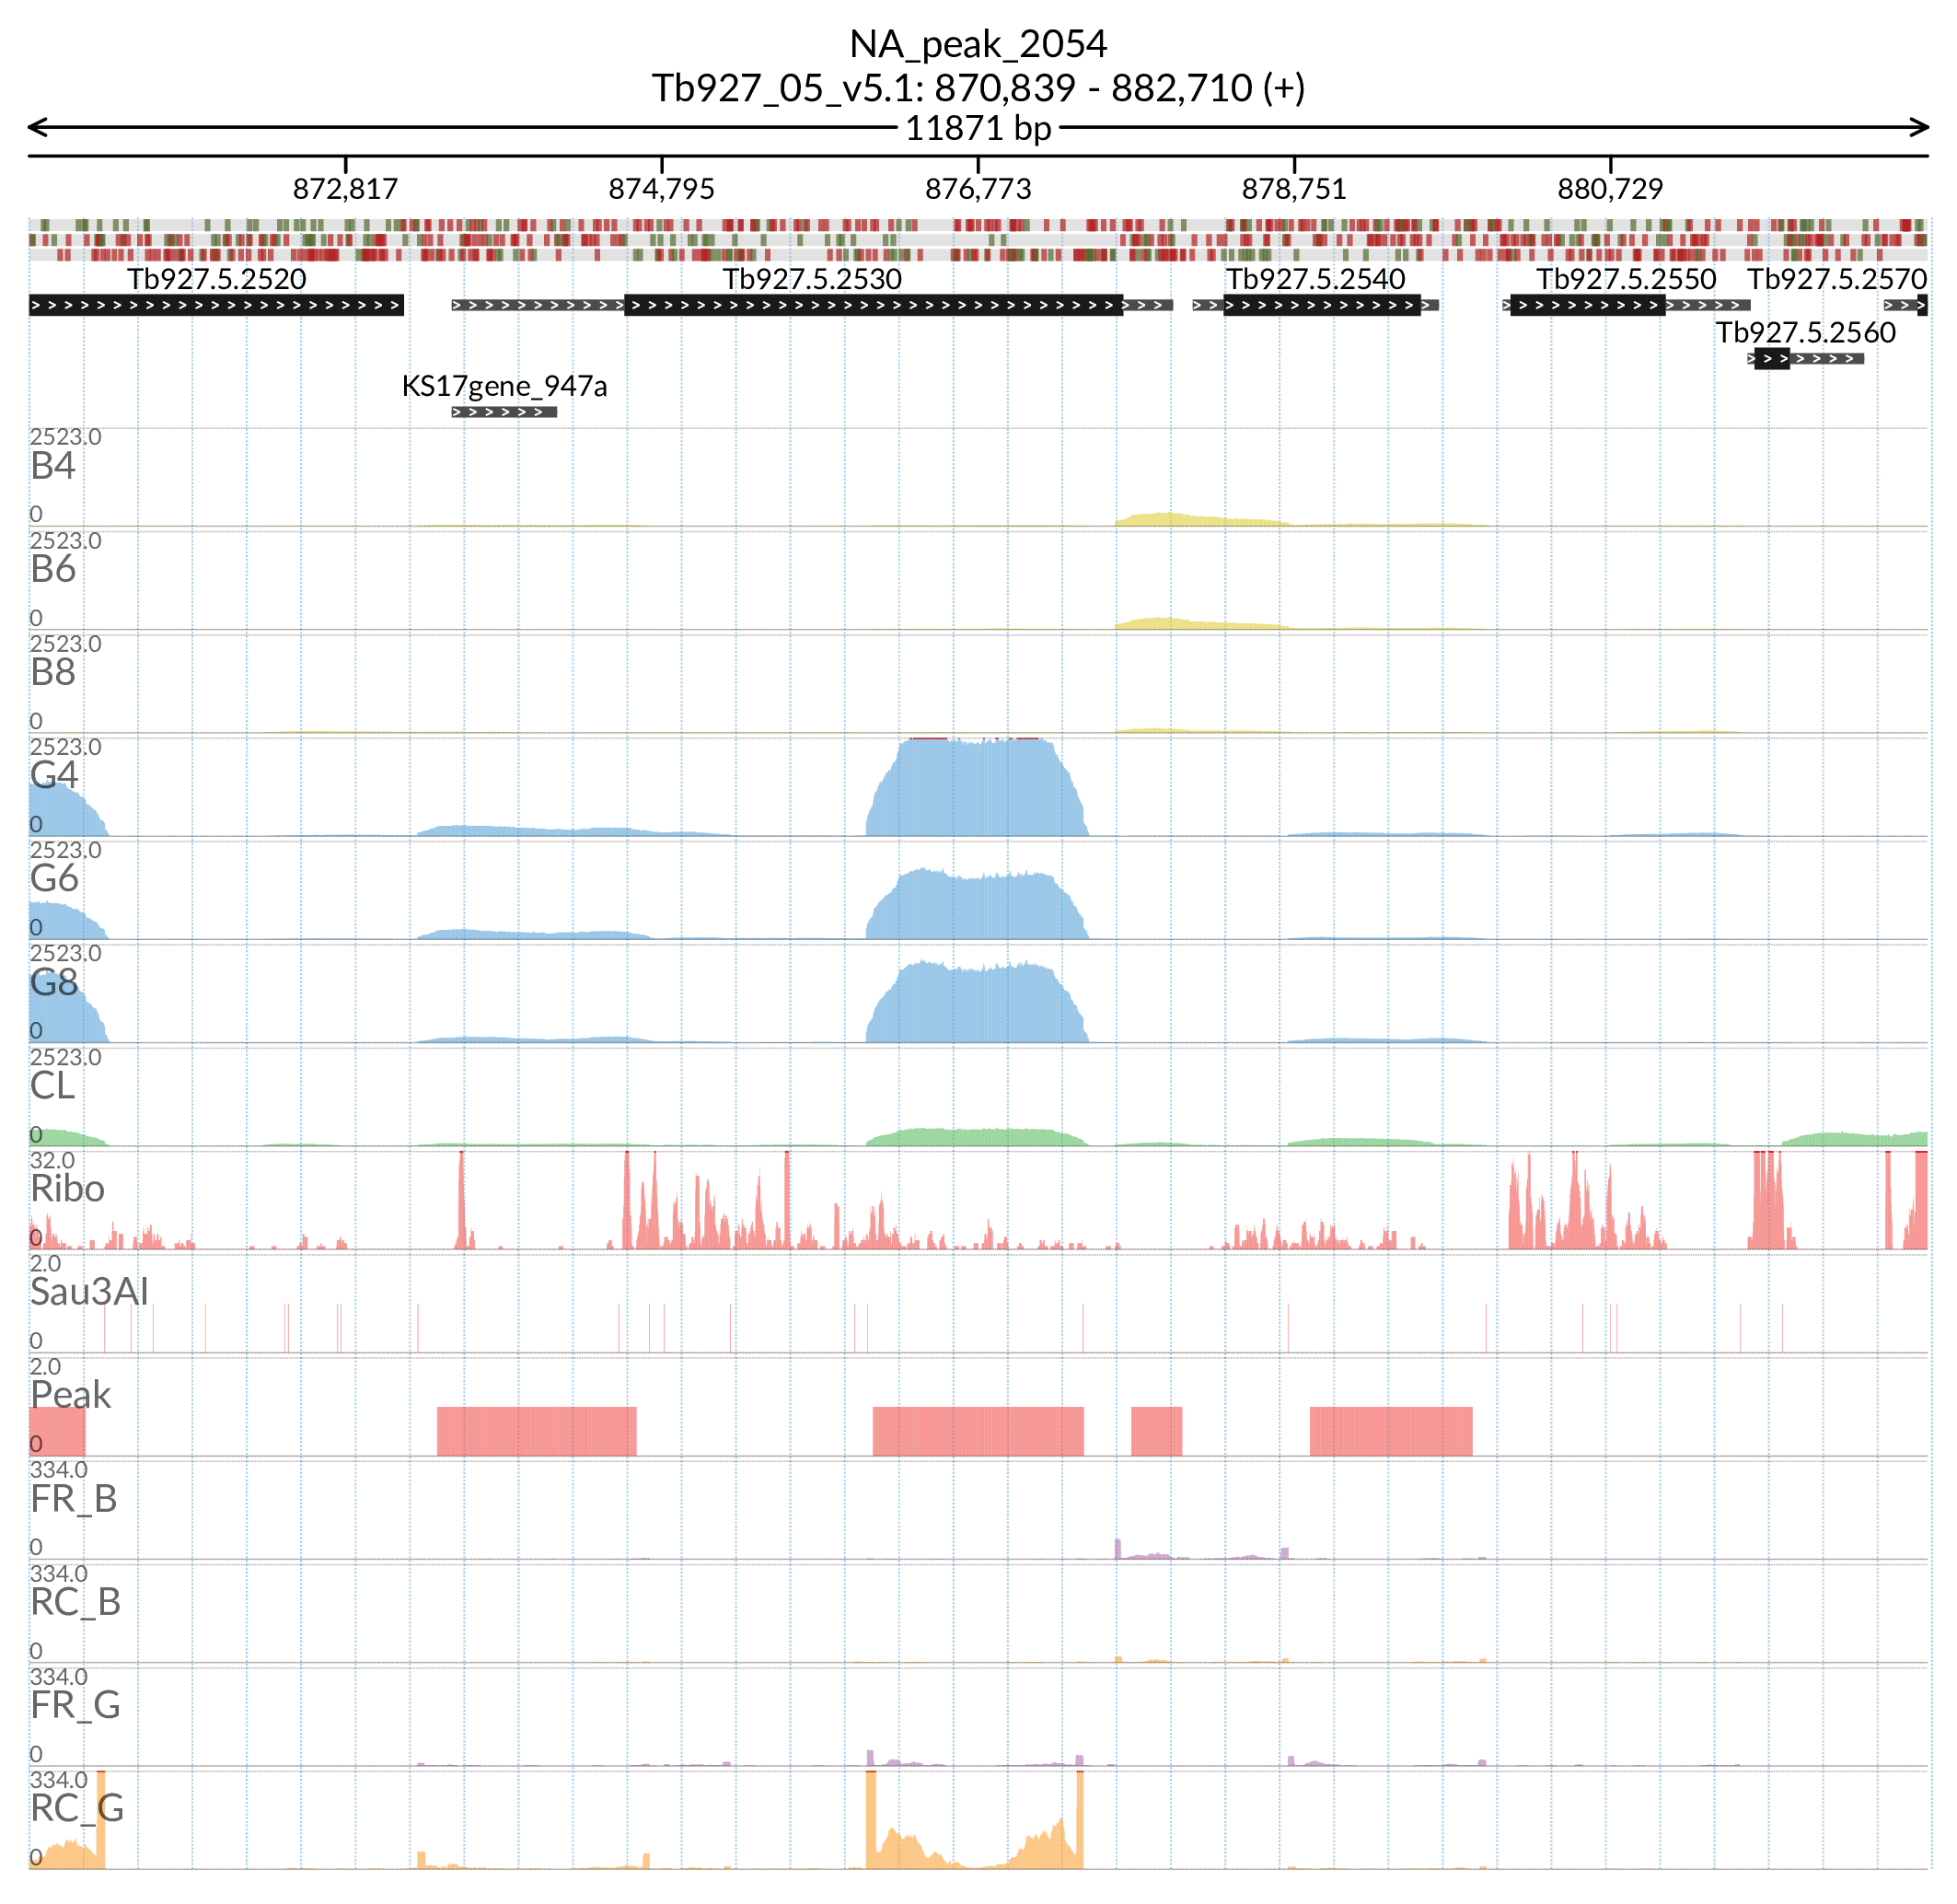 NA_peak_2054
Tb927_05_v5.1: 870,839 - 882,710 (+)
11871 bp
872,817 874,795 876,773 878,751 880,729
Tb927.5.2520 Tb927.5.2530 Tb927.5.2540 Tb927.5.2550 Tb927.5.2570
Tb927.5.2560
KS17gene_947a
2523.0
B4
0
2523.0
B6
0
2523.0
B8
0
2523.0
G4
0
2523.0
G6
0
2523.0
G8
0
2523.0
CL
0
32.0
Ribo
0
2.0
Sau3AI
0
2.0
Peak
0
334.0
FR_B
0
334.0
RC_B
0
334.0
FR_G
0
334.0
RC_G
0